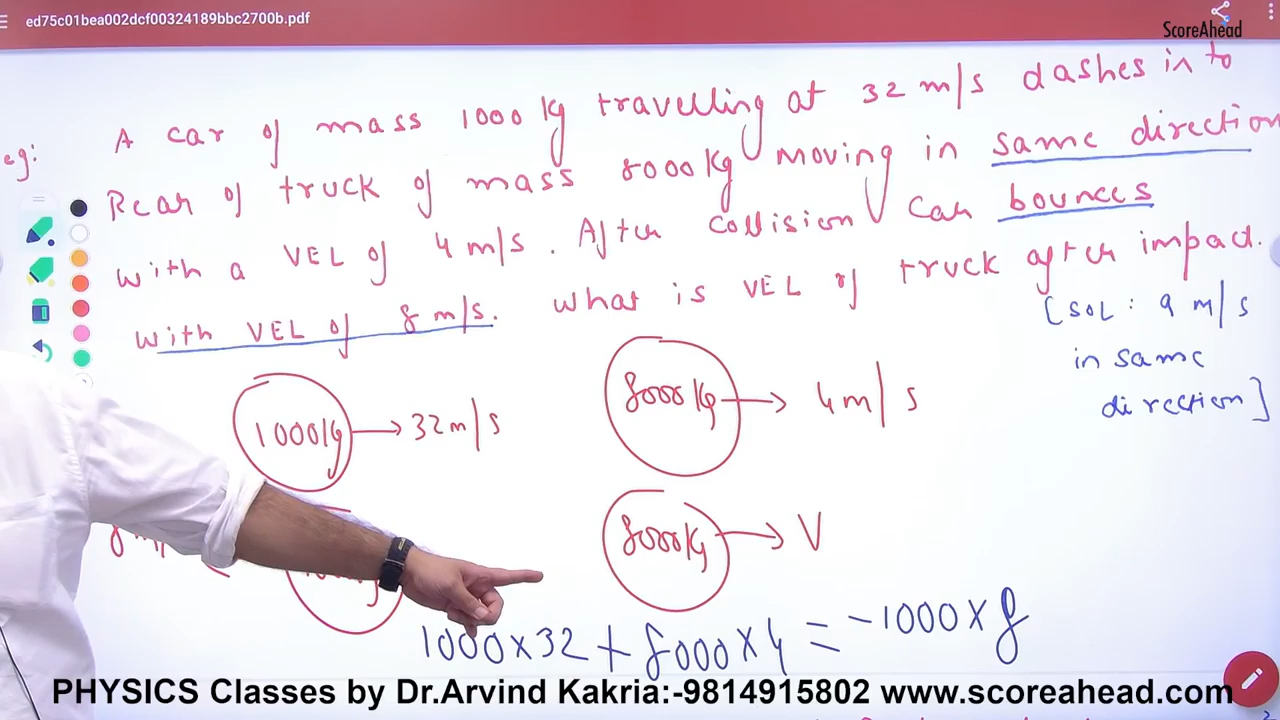 ed75c01bea002dcf00324189bbc2700b.pdf
ScoreAhead
eg: A car of mass 1000 kg travelling at 32 m/s dashes in to
Rear of truck of mass 8000 kg moving in same direction
with a VEL of 4 m/s. After collision car bounces
with VEL of 8 m/s. what is VEL of truck after impact.
[SOL: 9 m/s
in same
direction]
1000 Kg → 32 m/s
8000 Kg → 4 m/s
8000 Kg → V
1000 × 32 + 8000 × 4 = -1000 × 8
PHYSICS Classes by Dr.Arvind Kakria:-9814915802 www.scoreahead.com